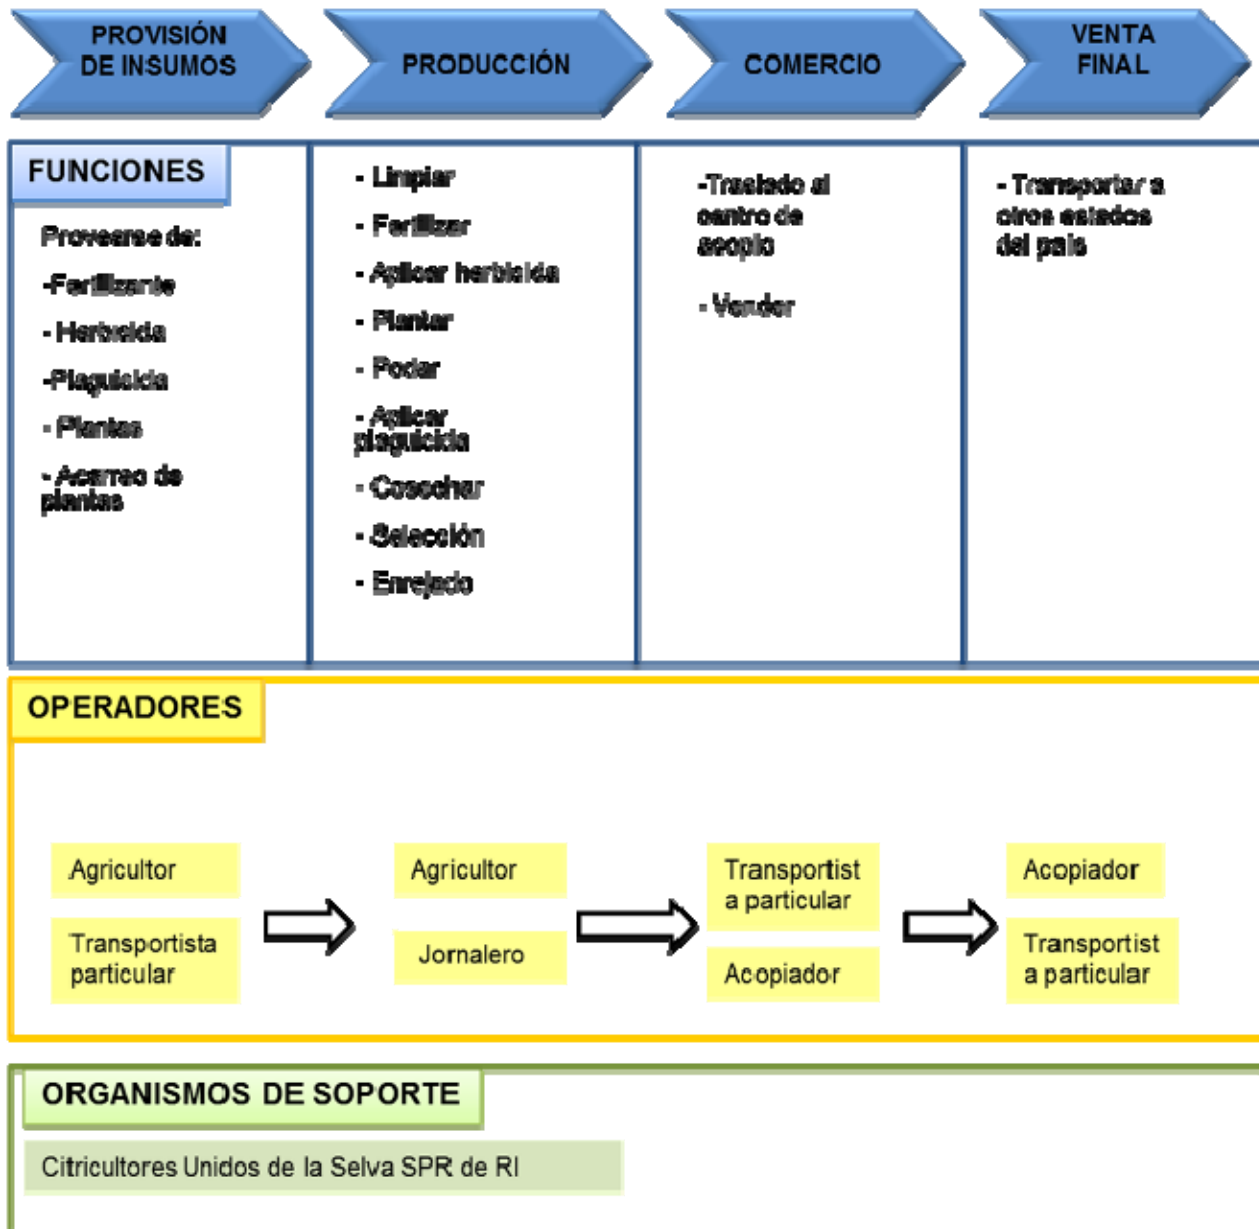 PROVISIÓN
DE INSUMOS
PRODUCCIÓN
COMERCIO
VENTA
FINAL
FUNCIONES
Proveerse de:
-Fertilizante
- Herbicida
-Plaguicida
- Plantas
- Acarreo de
plantas
- Limpiar
- Fertilizar
- Aplicar herbicida
- Plantar
- Podar
- Aplicar
plaguicida
- Cosechar
- Selección
- Enrejado
-Traslado al
centro de
acopio
- Vender
- Transportar a
otros estados
del país
OPERADORES
Agricultor
Transportista
particular
Agricultor
Jornalero
Transportist
a particular
Acopiador
Acopiador
Transportist
a particular
ORGANISMOS DE SOPORTE
Citricultores Unidos de la Selva SPR de RI